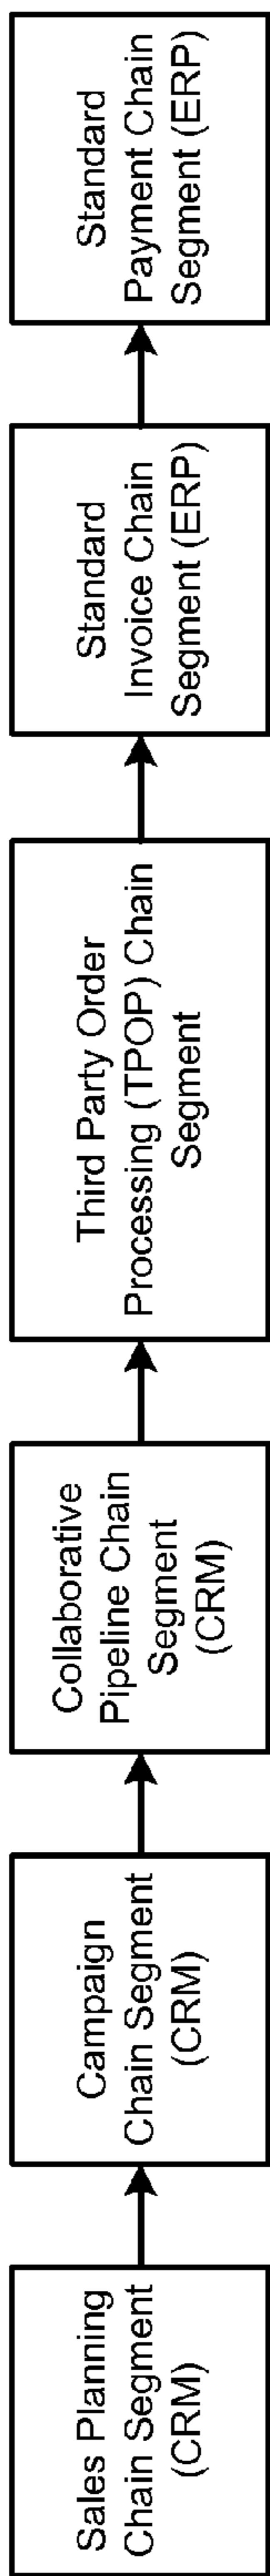 Sales Planning
Chain Segment
(CRM)
Campaign
Chain Segment
(CRM)
Collaborative
Pipeline Chain
Segment
(CRM)
Third Party Order
Processing (TPOP) Chain
Segment
Standard
Invoice Chain
Segment (ERP)
Standard
Payment Chain
Segment (ERP)